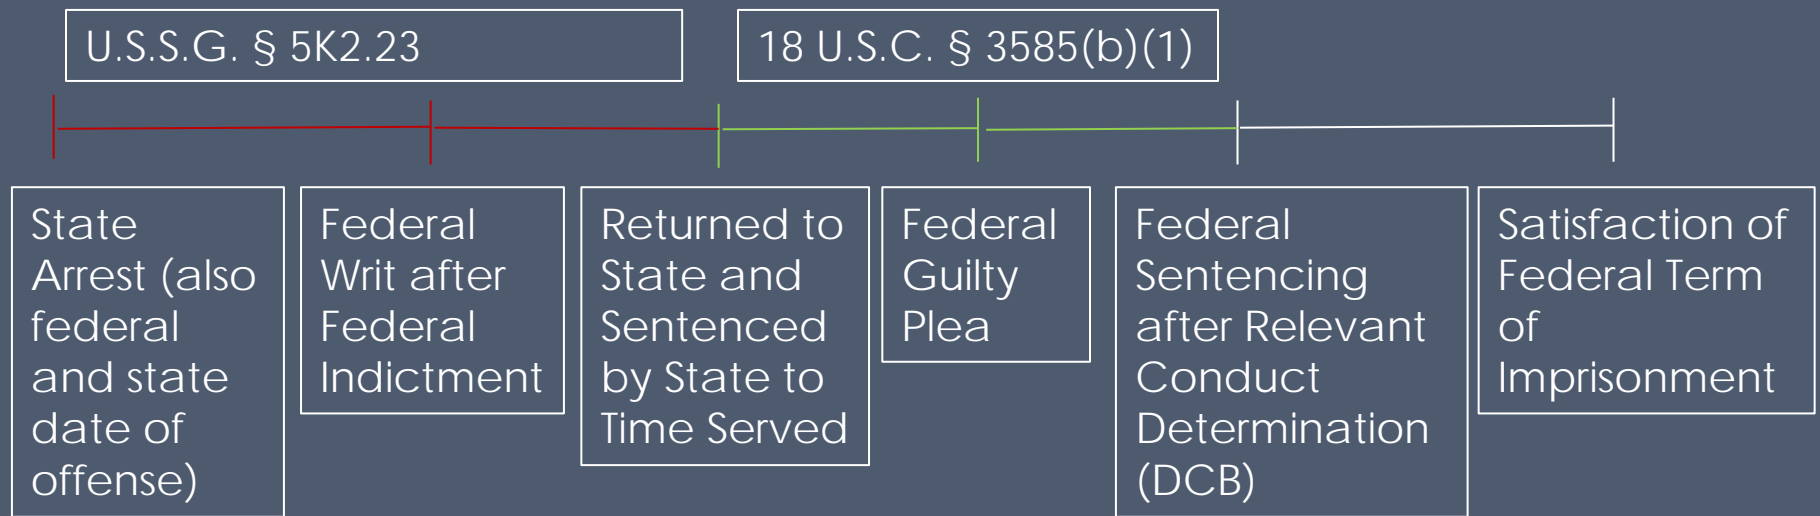 U.S.S.G. § 5K2.23
18 U.S.C. § 3585(b)(1)
State
Arrest (also
federal
and state
date of
offense)
Federal
Writ after
Federal
Indictment
Returned to
State and
Sentenced
by State to
Time Served
Federal
Guilty
Plea
Federal
Sentencing
after Relevant
Conduct
Determination
(DCB)
Satisfaction of
Federal Term
of
Imprisonment